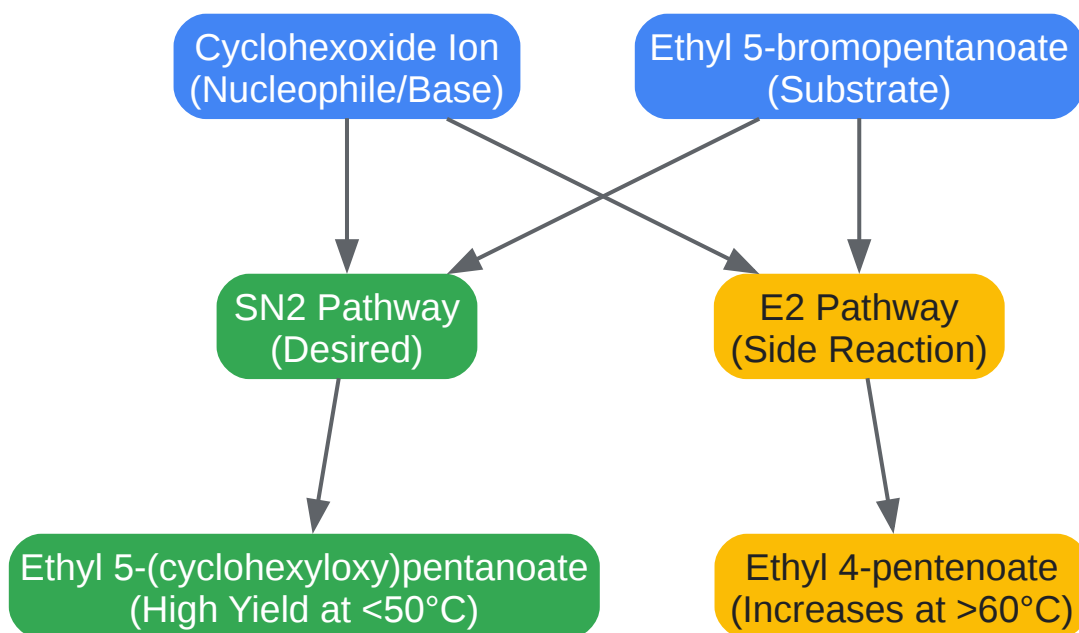 Cyclohexoxide Ion
(Nucleophile/Base)
Ethyl 5-bromopentanoate
(Substrate)
SN2 Pathway
(Desired)
E2 Pathway
(Side Reaction)
Ethyl 5-(cyclohexyloxy)pentanoate
(High Yield at <50°C)
Ethyl 4-pentenoate
(Increases at >60°C)